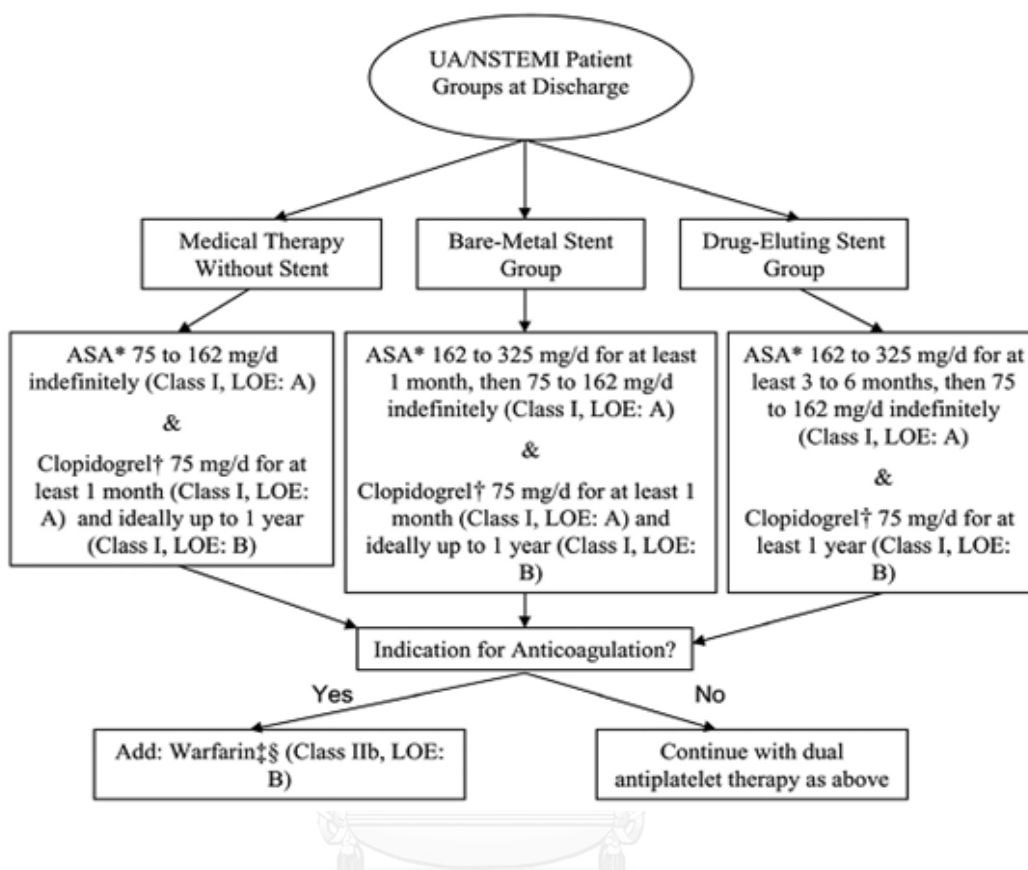 UA/NSTEMI Patient
Groups at Discharge
Medical Therapy
Without Stent
Bare-Metal Stent
Group
Drug-Eluting Stent
Group
ASA* 75 to 162 mg/d
indefinitely (Class I, LOE: A)
&
Clopidogrel† 75 mg/d for at
least 1 month (Class I, LOE:
A) and ideally up to 1 year
(Class I, LOE: B)
ASA* 162 to 325 mg/d for at least
1 month, then 75 to 162 mg/d
indefinitely (Class I, LOE: A)
&
Clopidogrel† 75 mg/d for at least 1
month (Class I, LOE: A) and
ideally up to 1 year (Class I, LOE:
B)
ASA* 162 to 325 mg/d for at
least 3 to 6 months, then 75
to 162 mg/d indefinitely
(Class I, LOE: A)
&
Clopidogrel† 75 mg/d for at
least 1 year (Class I, LOE:
B)
Indication for Anticoagulation?
Yes
No
Add: Warfarin‡§ (Class IIb, LOE:
B)
Continue with dual
antiplatelet therapy as above